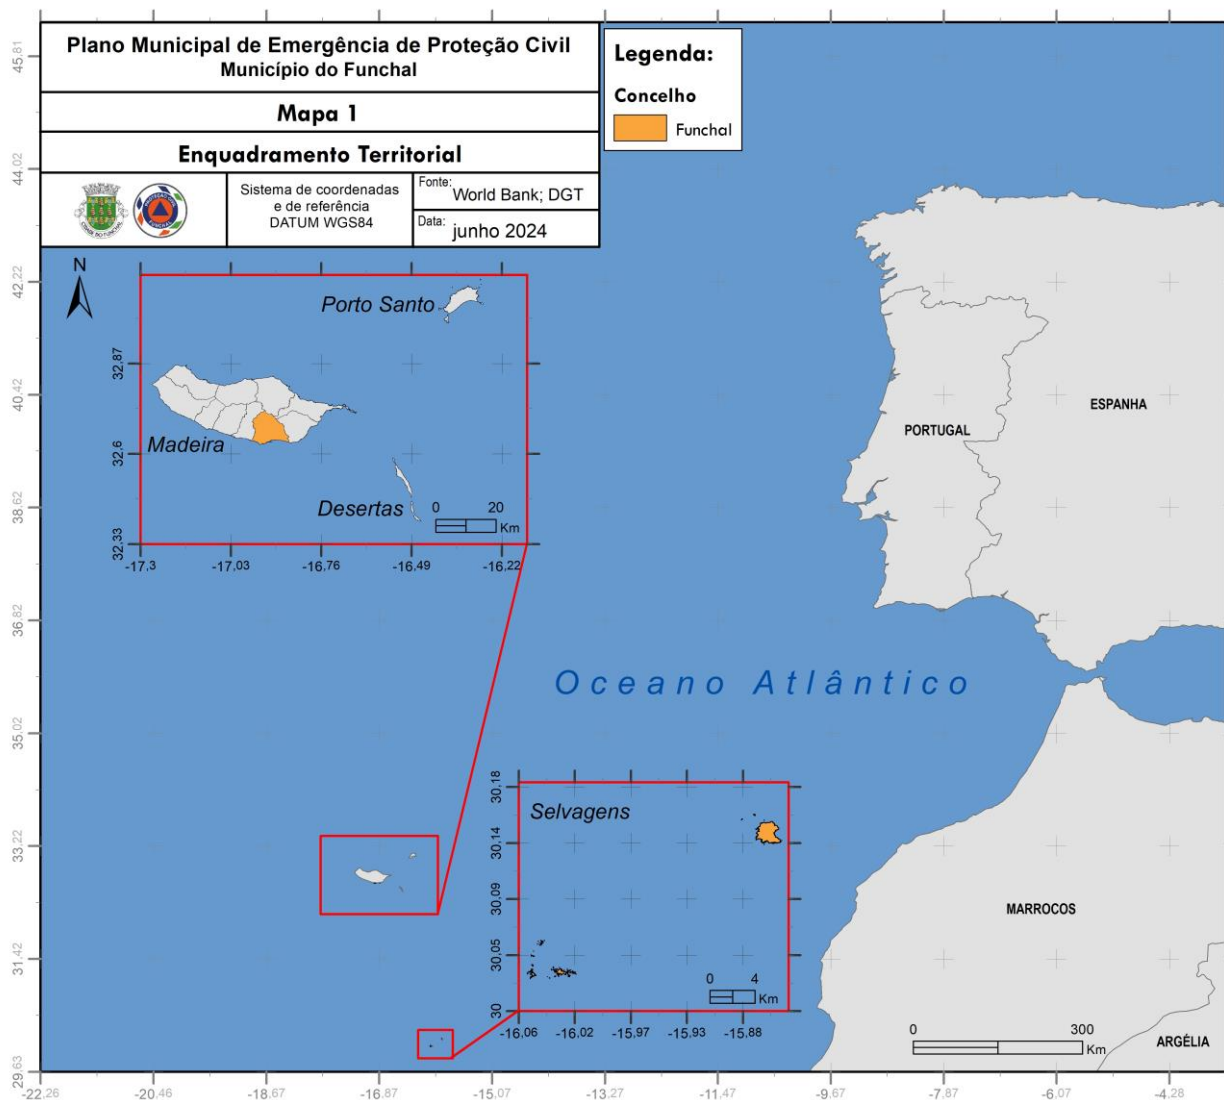 Plano Municipal de Emergência de Proteção Civil
Município do Funchal
Mapa 1
Enquadramento Territorial
CIDADE DO FUNCHAL
PROTEÇÃO CIVIL
FUNCHAL
Sistema de coordenadas
e de referência
DATUM WGS84
Fonte: World Bank; DGT
Data: junho 2024
Legenda:
Concelho
Funchal
N
45,81
44,02
42,22
40,42
38,62
36,82
35,02
33,22
31,42
29,63
Porto Santo
Madeira
Desertas
0 20
Km
32,87
32,6
32,33
-17,3 -17,03 -16,76 -16,49 -16,22
PORTUGAL
ESPANHA
Oceano Atlântico
Selvagens
30,18
30,14
30,09
30,05
30
0 4
Km
-16,06 -16,02 -15,97 -15,93 -15,88
MARROCOS
ARGÉLIA
0 300
Km
-22,26 -20,46 -18,67 -16,87 -15,07 -13,27 -11,47 -9,67 -7,87 -6,07 -4,28